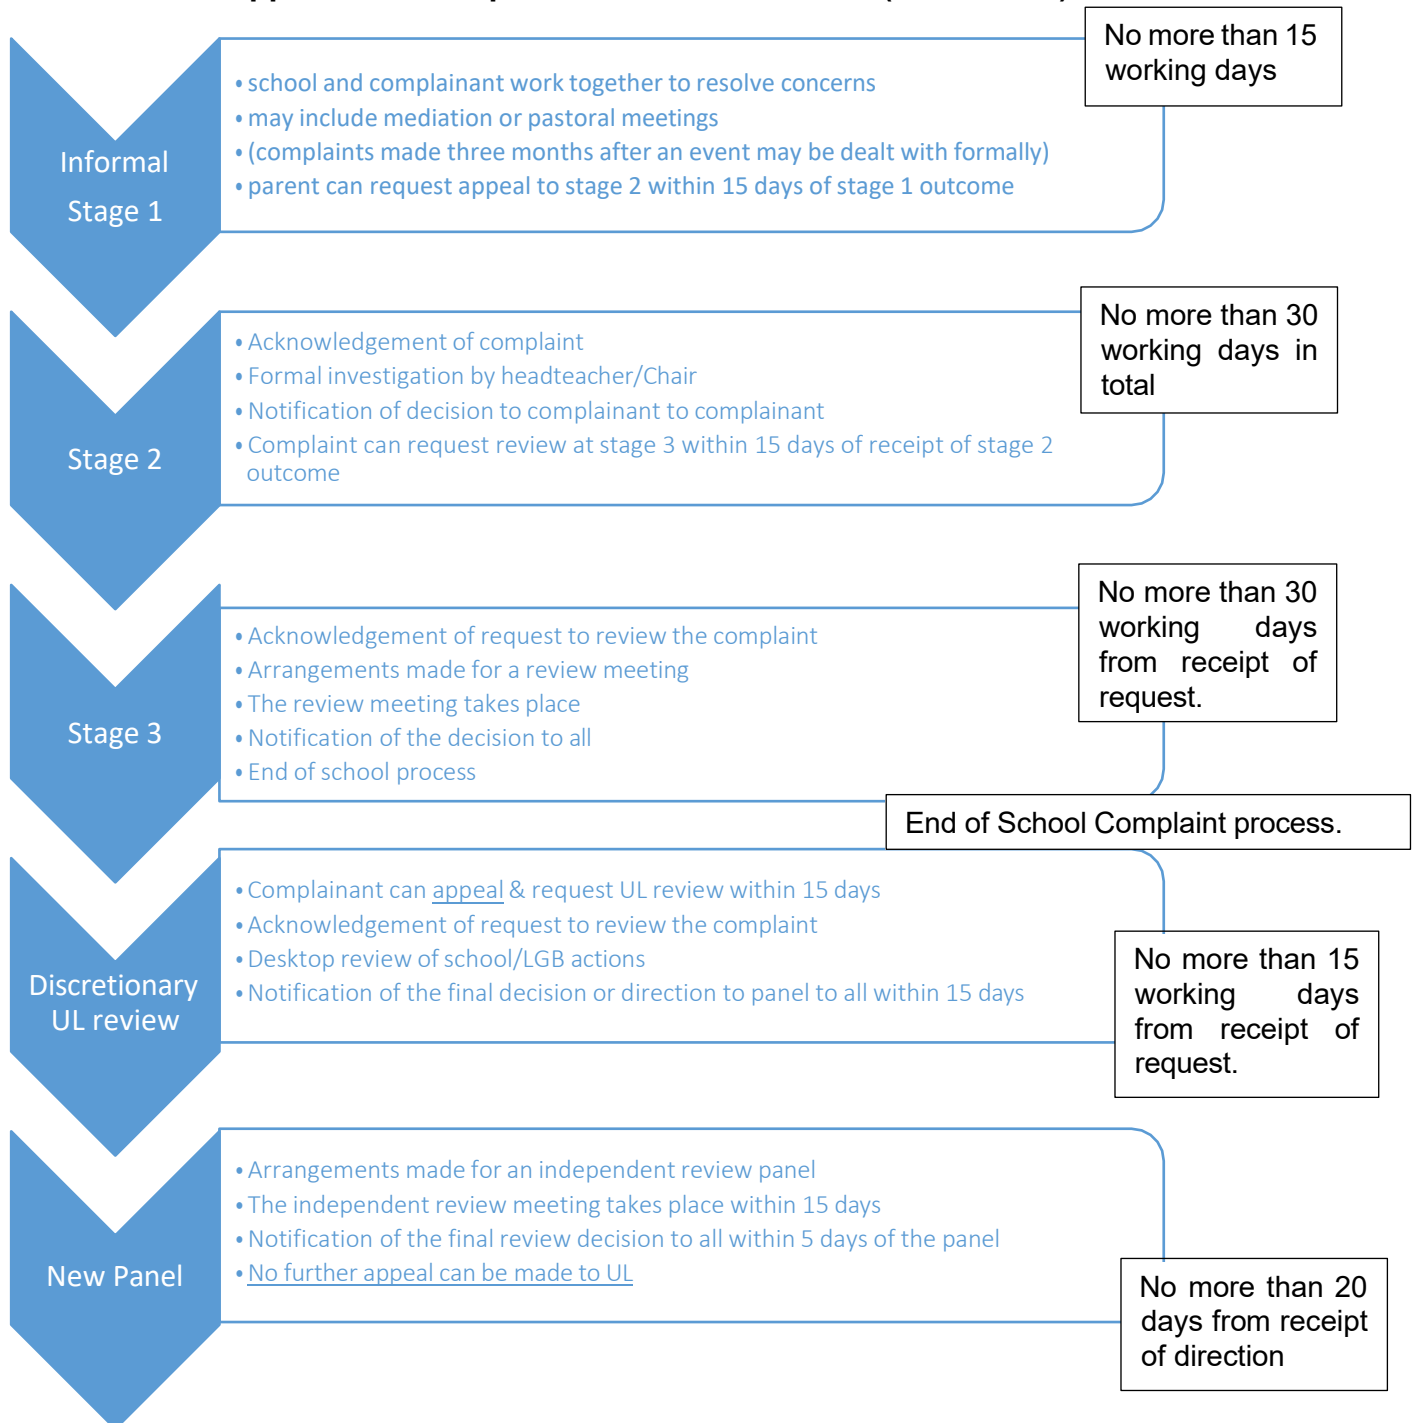 Informal
Stage 1
• school and complainant work together to resolve concerns
• may include mediation or pastoral meetings
• (complaints made three months after an event may be dealt with formally)
• parent can request appeal to stage 2 within 15 days of stage 1 outcome
No more than 15
working days
Stage 2
• Acknowledgement of complaint
• Formal investigation by headteacher/Chair
• Notification of decision to complainant to complainant
• Complaint can request review at stage 3 within 15 days of receipt of stage 2
outcome
No more than 30
working days in
total
Stage 3
• Acknowledgement of request to review the complaint
• Arrangements made for a review meeting
• The review meeting takes place
• Notification of the decision to all
• End of school process
No more than 30
working days
from receipt of
request.
End of School Complaint process.
Discretionary
UL review
• Complainant can appeal & request UL review within 15 days
• Acknowledgement of request to review the complaint
• Desktop review of school/LGB actions
• Notification of the final decision or direction to panel to all within 15 days
No more than 15
working days
from receipt of
request.
New Panel
• Arrangements made for an independent review panel
• The independent review meeting takes place within 15 days
• Notification of the final review decision to all within 5 days of the panel
• No further appeal can be made to UL
No more than 20
days from receipt
of direction